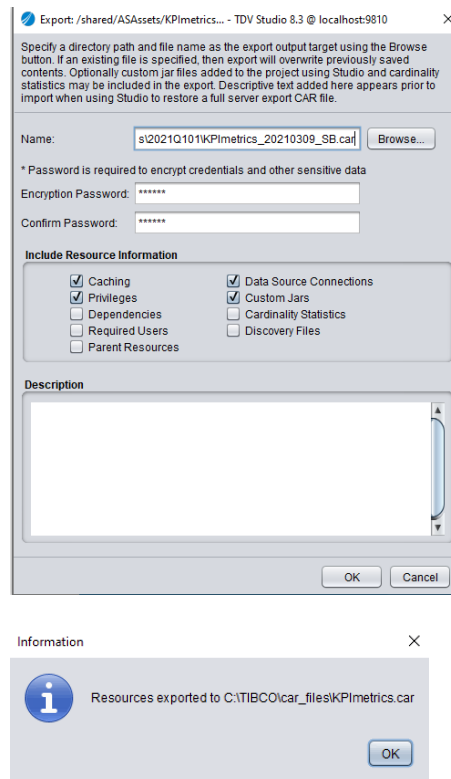 Export: /shared/ASAssets/KPImetrics... - TDV Studio 8.3 @ localhost:9810
Specify a directory path and file name as the export output target using the Browse
button. If an existing file is specified, then export will overwrite previously saved
contents. Optionally custom jar files added to the project using Studio and cardinality
statistics may be included in the export. Descriptive text added here appears prior to
import when using Studio to restore a full server export CAR file.
Name: s\2021Q101\KPImetrics_20210309_SB.car Browse...
* Password is required to encrypt credentials and other sensitive data
Encryption Password: ******
Confirm Password: ******
Include Resource Information
Caching Data Source Connections
Privileges Custom Jars
Dependencies Cardinality Statistics
Required Users Discovery Files
Parent Resources
Description
OK Cancel
Information
Resources exported to C:\TIBCO\car_files\KPImetrics.car
OK